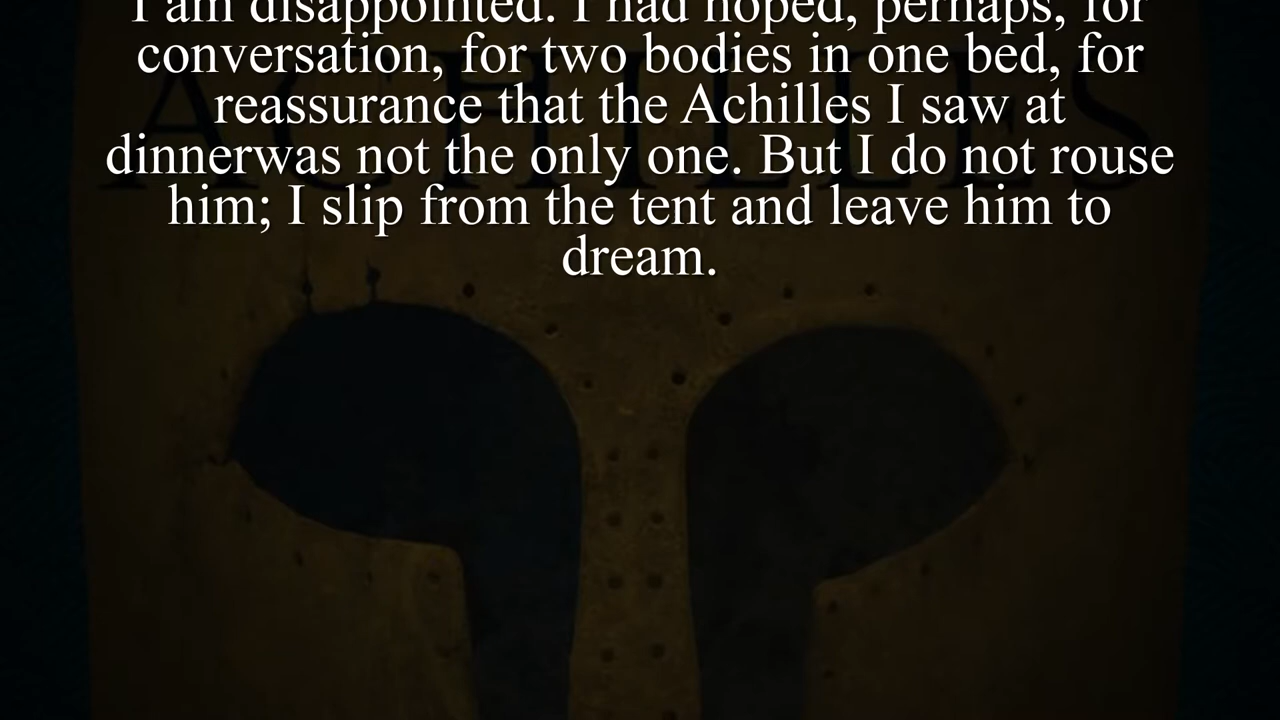 I am disappointed. I had hoped, perhaps, for
conversation, for two bodies in one bed, for
reassurance that the Achilles I saw at
dinnerwas not the only one. But I do not rouse
him; I slip from the tent and leave him to
dream.
ACHILLES